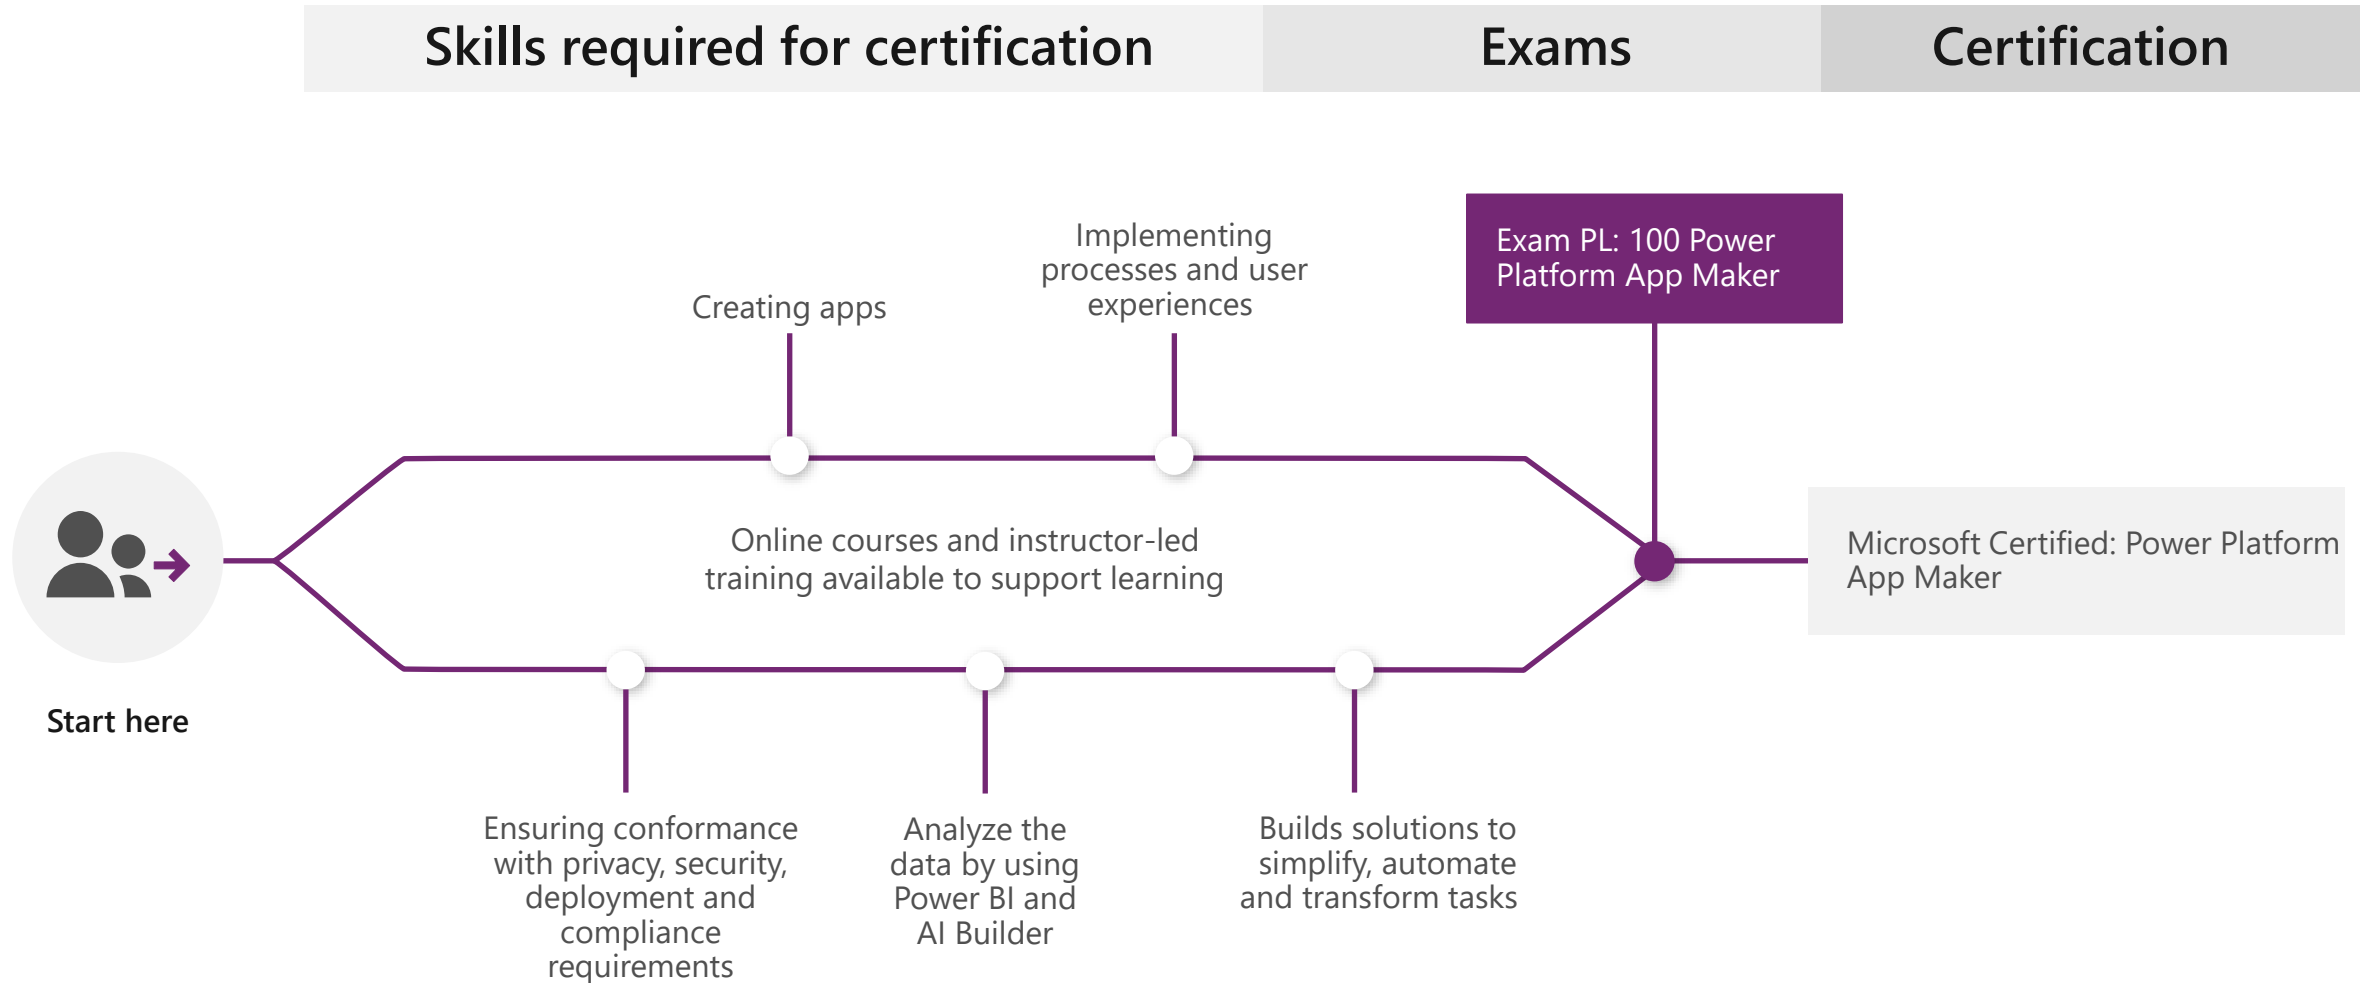 Skills required for certification
Exams
Certification
Implementing
processes and user
experiences
Creating apps
Exam PL: 100 Power
Platform App Maker
Online courses and instructor-led
training available to support learning
Microsoft Certified: Power Platform
App Maker
Start here
Ensuring conformance
with privacy, security,
deployment and
compliance
requirements
Analyze the
data by using
Power BI and
AI Builder
Builds solutions to
simplify, automate
and transform tasks